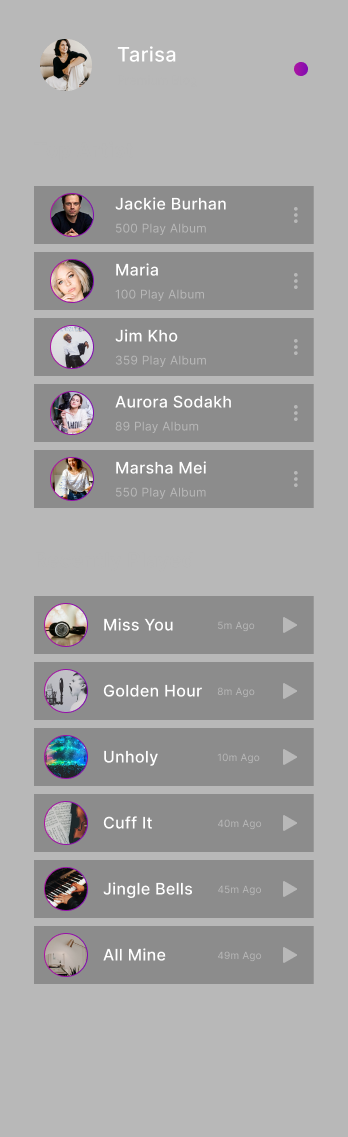 Tarisa
Jackie Burhan
500 Play Album
Maria
100 Play Album
Jim Kho
359 Play Album
Aurora Sodakh
89 Play Album
Marsha Mei
550 Play Album
Miss You 5m Ago
Golden Hour 8m Ago
Unholy 10m Ago
Cuff It 40m Ago
Jingle Bells 45m Ago
All Mine 49m Ago